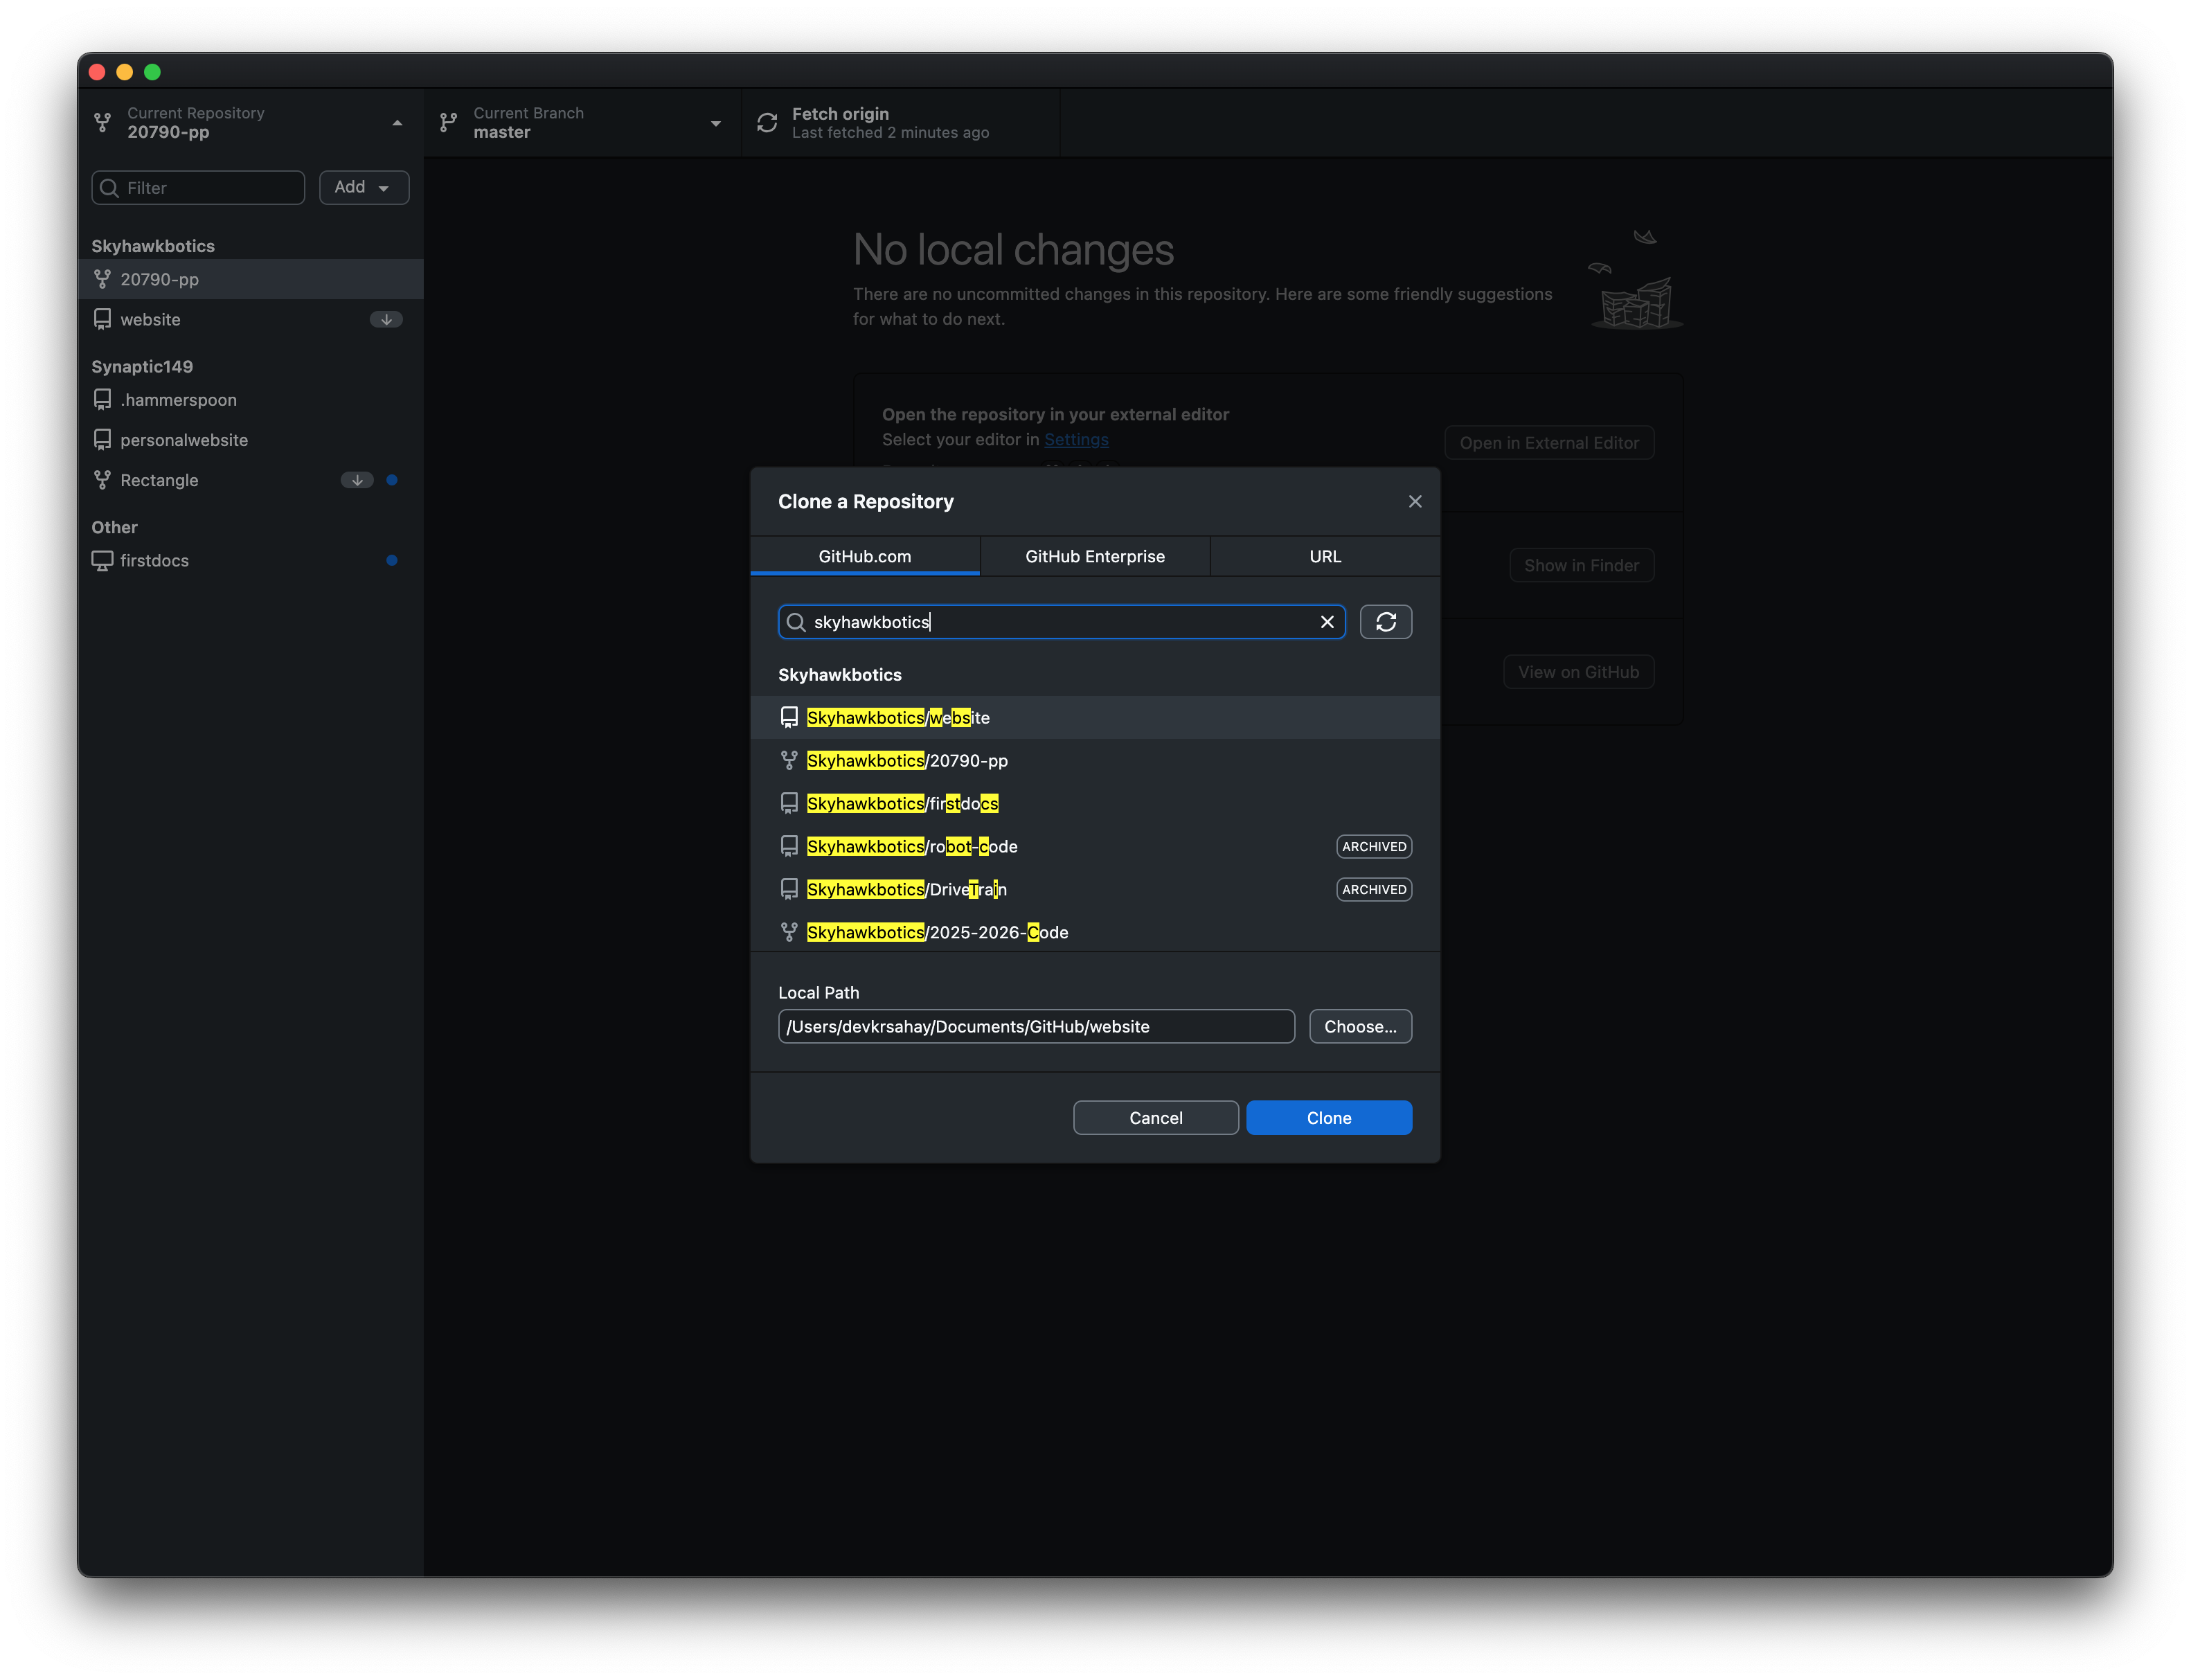 Current Repository
20790-pp
Current Branch
master
Fetch origin
Last fetched 2 minutes ago
Filter
Add
Skyhawkbotics
20790-pp
website
Synaptic149
.hammerspoon
personalwebsite
Rectangle
Other
firstdocs
No local changes
There are no uncommitted changes in this repository. Here are some friendly suggestions
for what to do next.
Open the repository in your external editor
Select your editor in Settings
Open in External Editor
Show in Finder
View on GitHub
Clone a Repository
GitHub.com
GitHub Enterprise
URL
skyhawkbotics
Skyhawkbotics
Skyhawkbotics/website
Skyhawkbotics/20790-pp
Skyhawkbotics/firstdocs
Skyhawkbotics/robot-code ARCHIVED
Skyhawkbotics/DriveTrain ARCHIVED
Skyhawkbotics/2025-2026-Code
Local Path
/Users/devkrsahay/Documents/GitHub/website
Choose...
Cancel
Clone